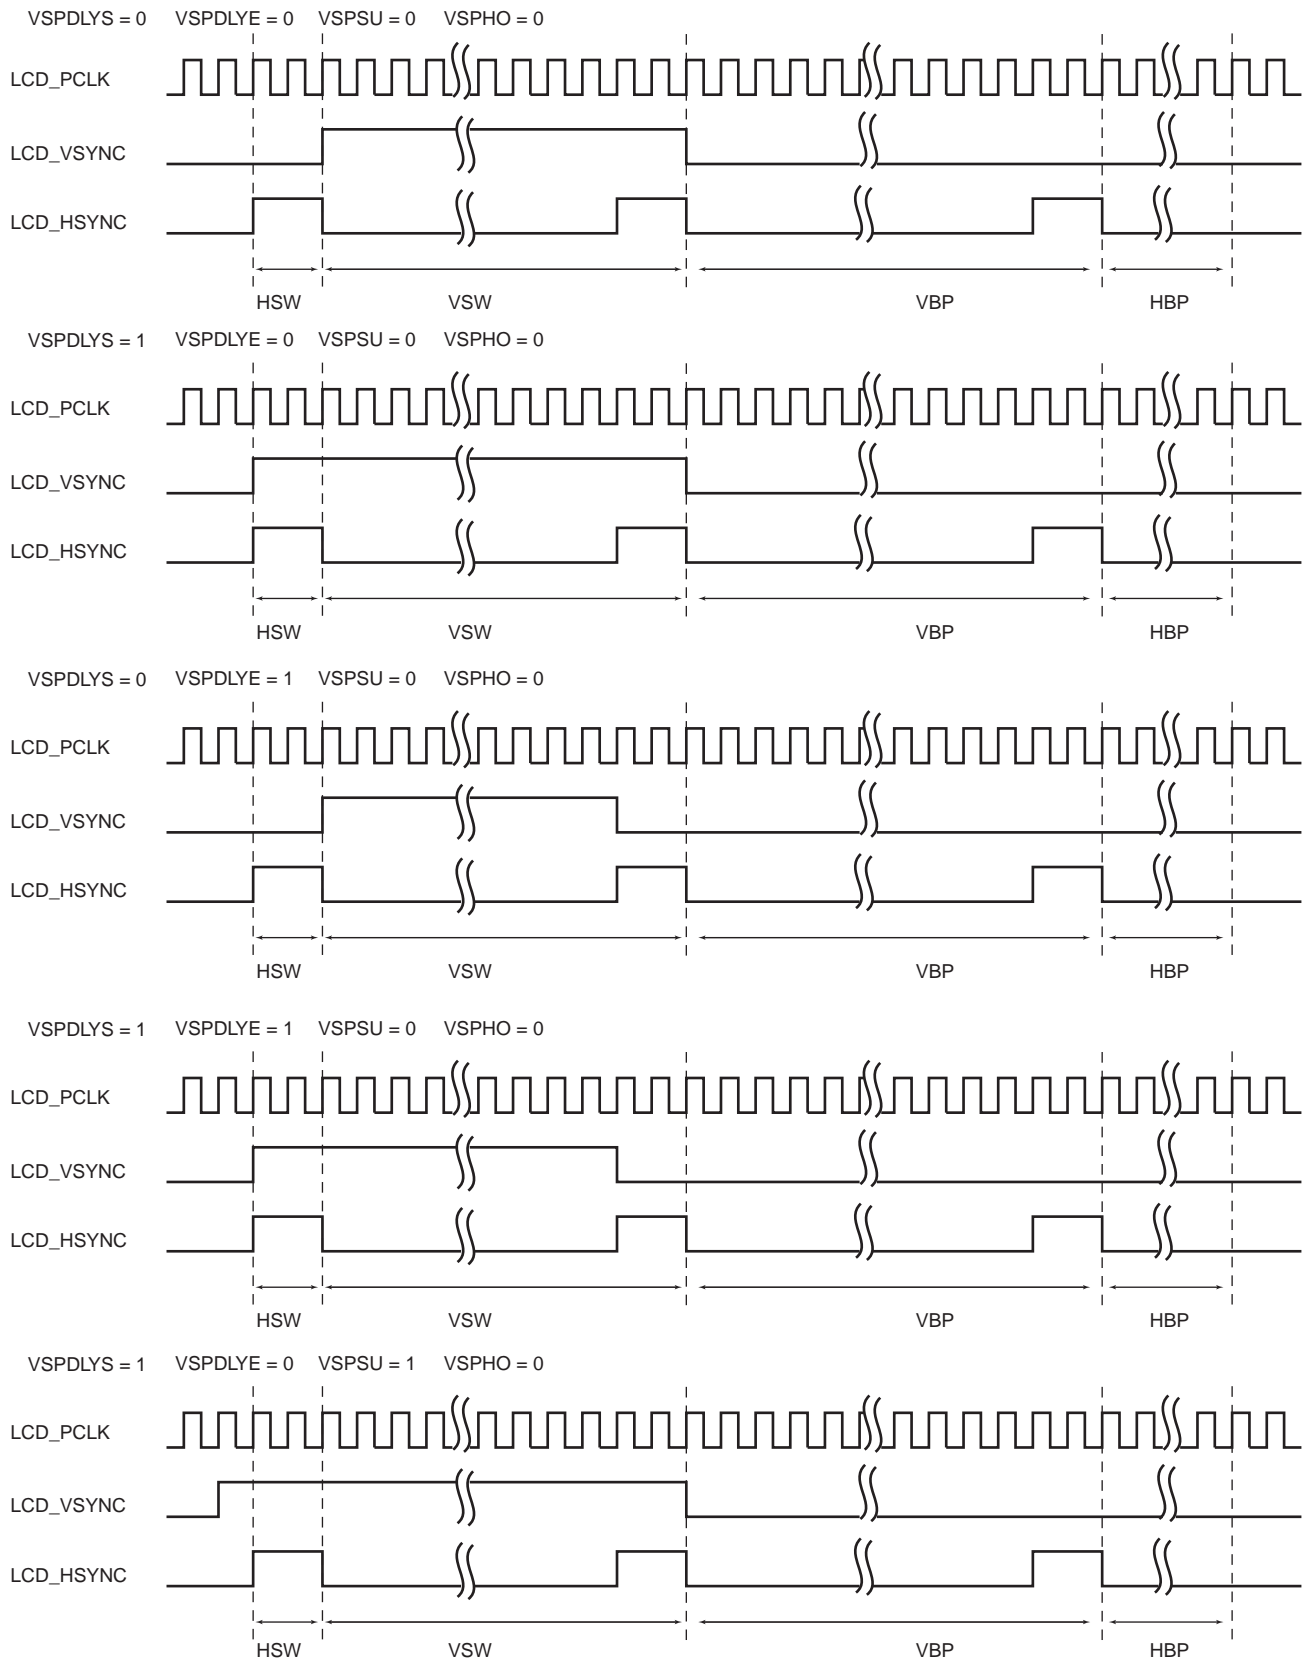 VSPDLYS = 0 VSPDLYE = 0 VSPSU = 0 VSPHO = 0
LCD_PCLK
LCD_VSYNC
LCD_HSYNC
HSW VSW VBP HBP
VSPDLYS = 1 VSPDLYE = 0 VSPSU = 0 VSPHO = 0
LCD_PCLK
LCD_VSYNC
LCD_HSYNC
HSW VSW VBP HBP
VSPDLYS = 0 VSPDLYE = 1 VSPSU = 0 VSPHO = 0
LCD_PCLK
LCD_VSYNC
LCD_HSYNC
HSW VSW VBP HBP
VSPDLYS = 1 VSPDLYE = 1 VSPSU = 0 VSPHO = 0
LCD_PCLK
LCD_VSYNC
LCD_HSYNC
HSW VSW VBP HBP
VSPDLYS = 1 VSPDLYE = 0 VSPSU = 1 VSPHO = 0
LCD_PCLK
LCD_VSYNC
LCD_HSYNC
HSW VSW VBP HBP